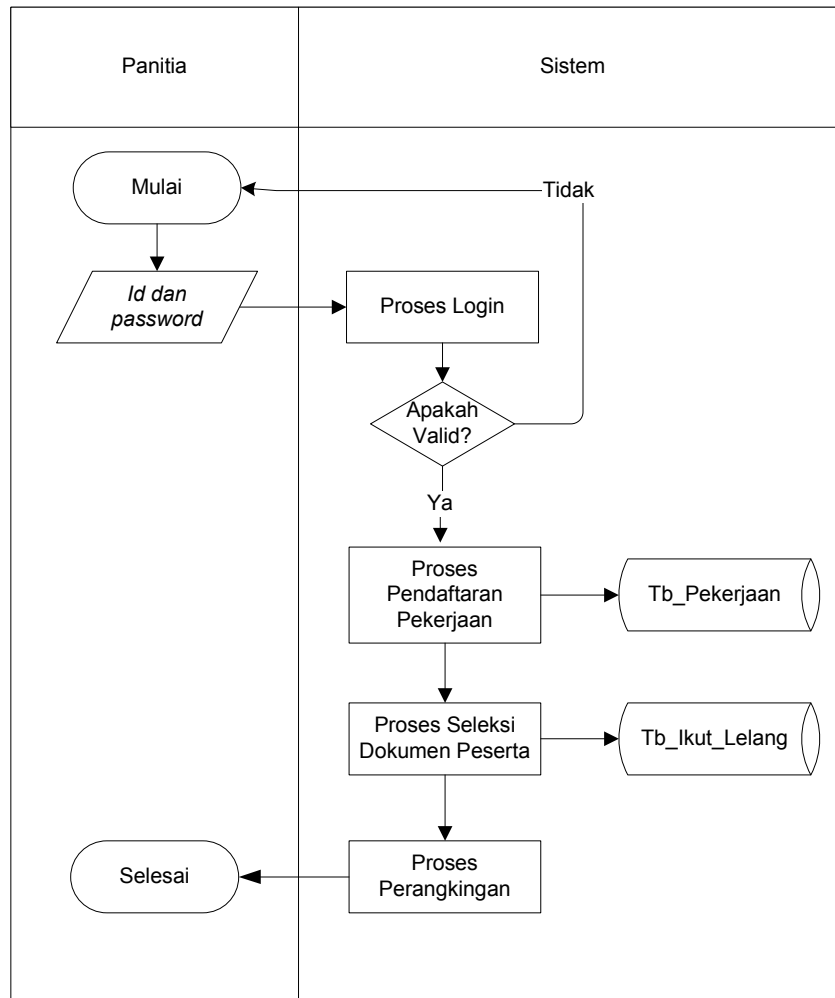 Panitia
Sistem
Mulai
Tidak
Id dan
password
Proses Login
Apakah
Valid?
Ya
Proses
Pendaftaran
Pekerjaan
Tb_Pekerjaan
Proses Seleksi
Dokumen Peserta
Tb_Ikut_Lelang
Selesai
Proses
Perangkingan